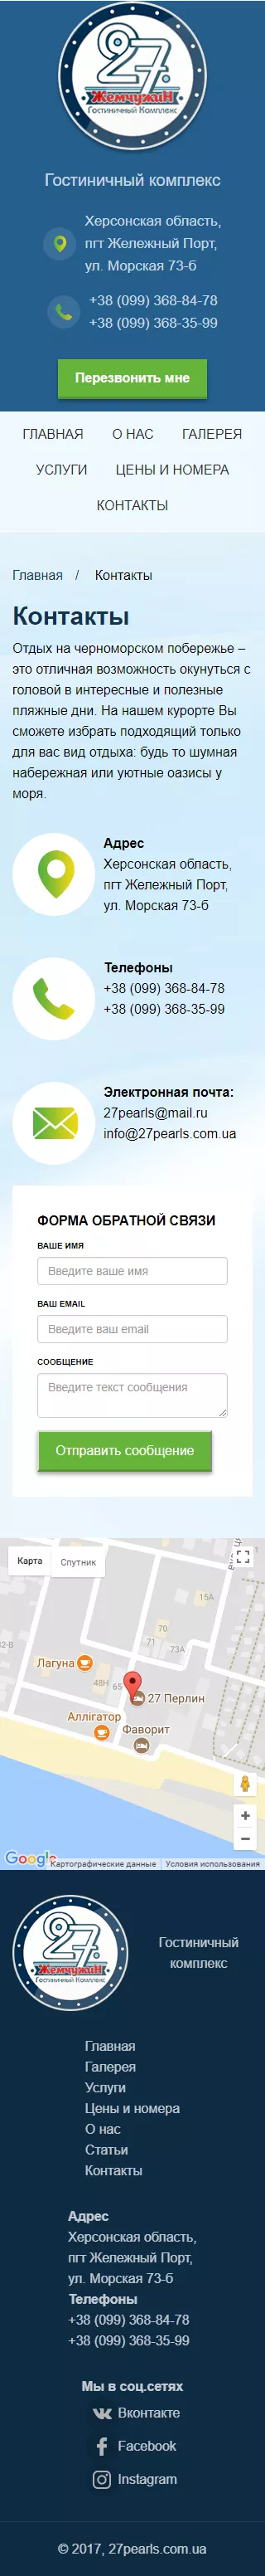 27
Жемчужин
Гостиничный Комплекс
Гостиничный комплекс
Херсонская область,
пгт Жележный Порт,
ул. Морская 73-б
+38 (099) 368-84-78
+38 (099) 368-35-99
Перезвонить мне
ГЛАВНАЯ О НАС ГАЛЕРЕЯ
УСЛУГИ ЦЕНЫ И НОМЕРА
КОНТАКТЫ
Главная / Контакты
Контакты
Отдых на черноморском побережье –
это отличная возможность окунуться с
головой в интересные и полезные
пляжные дни. На нашем курорте Вы
сможете избрать подходящий только
для вас вид отдыха: будь то шумная
набережная или уютные оазисы у
моря.
Адрес
Херсонская область,
пгт Жележный Порт,
ул. Морская 73-б
Телефоны
+38 (099) 368-84-78
+38 (099) 368-35-99
Электронная почта:
27pearls@mail.ru
info@27pearls.com.ua
ФОРМА ОБРАТНОЙ СВЯЗИ
ВАШЕ ИМЯ
Введите ваше имя
ВАШ EMAIL
Введите ваш email
СООБЩЕНИЕ
Введите текст сообщения
Отправить сообщение
Карта Спутник
15А
71
70 73А
Лагуна
48Н 65
27 Перлин
Аллігатор
Фаворит
Google
Картографические данные Условия использования
27
Жемчужин
Гостиничный Комплекс
Гостиничный
комплекс
Главная
Галерея
Услуги
Цены и номера
О нас
Статьи
Контакты
Адрес
Херсонская область,
пгт Жележный Порт,
ул. Морская 73-б
Телефоны
+38 (099) 368-84-78
+38 (099) 368-35-99
Мы в соц.сетях
Вконтакте
Facebook
Instagram
© 2017, 27pearls.com.ua